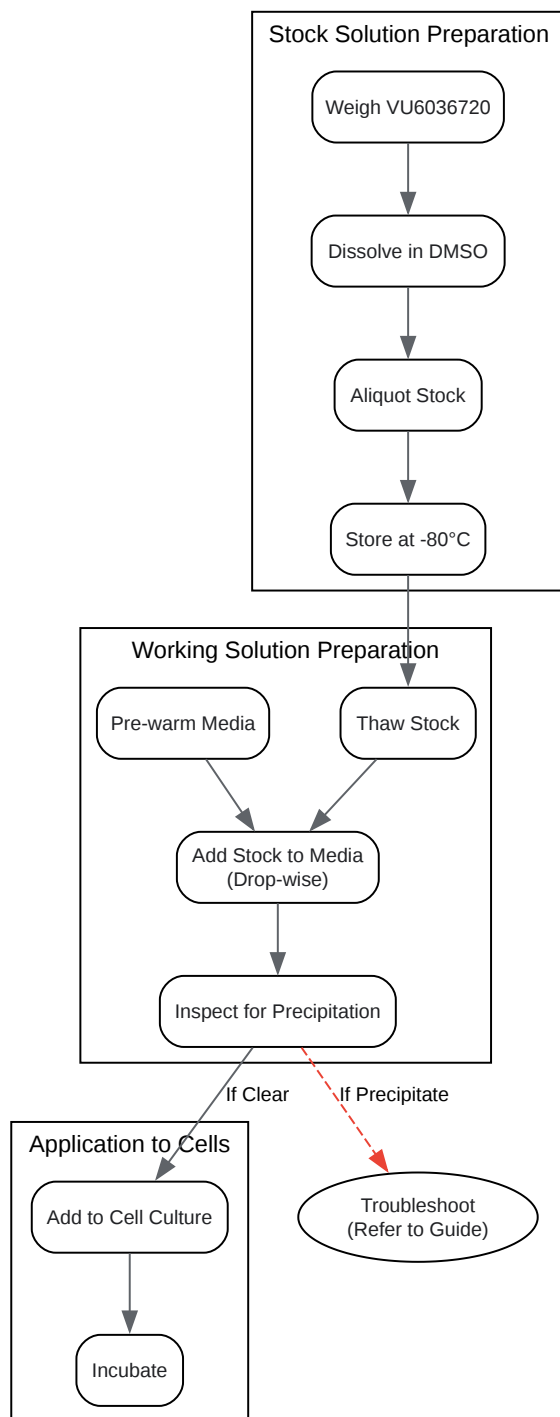 Stock Solution Preparation
Weigh VU6036720
Dissolve in DMSO
Aliquot Stock
Store at -80°C
Working Solution Preparation
Pre-warm Media
Thaw Stock
Add Stock to Media
(Drop-wise)
Inspect for Precipitation
If Clear
If Precipitate
Application to Cells
Add to Cell Culture
Troubleshoot
(Refer to Guide)
Incubate